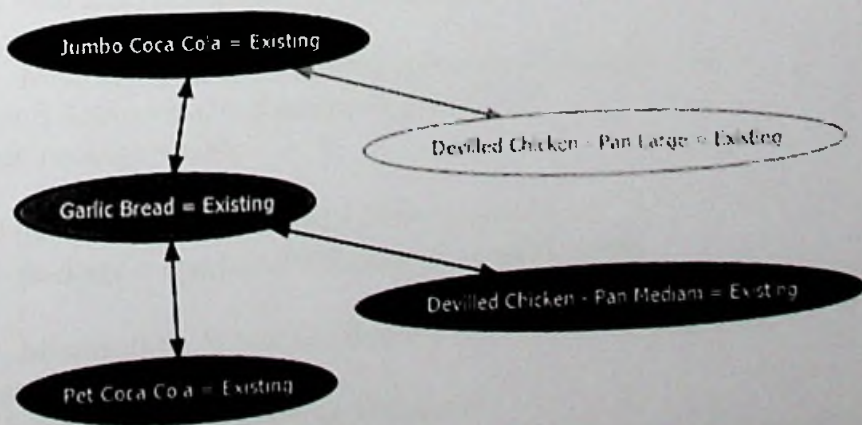 Jumbo Coca Co'a = Existing
Devilled Chicken - Pan Large = Existing
Garlic Bread = Existing
Devilled Chicken - Pan Medium = Existing
Pet Coca Co a = Existing